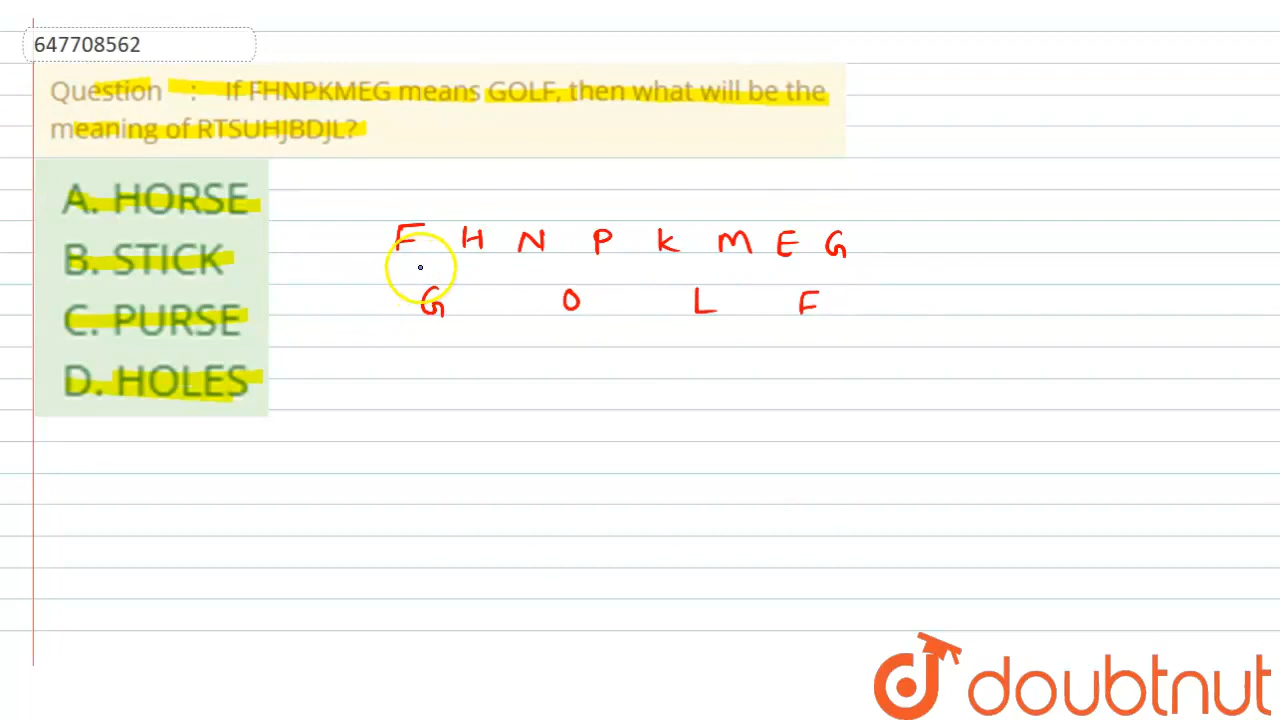 647708562
Question : If FHNPKMEG means GOLF, then what will be the
meaning of RTSUHJBDJL?
A. HORSE
B. STICK
C. PURSE
D. HOLES
F H N P K M E G
G O L F
doubtnut